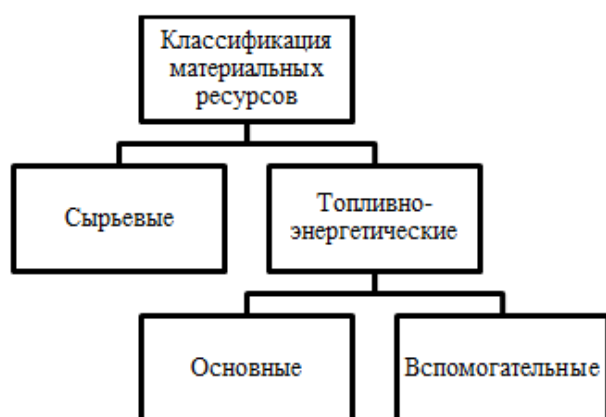 Классификация
материальных
ресурсов
Сырьевые
Топливно-
энергетические
Основные
Вспомогательные